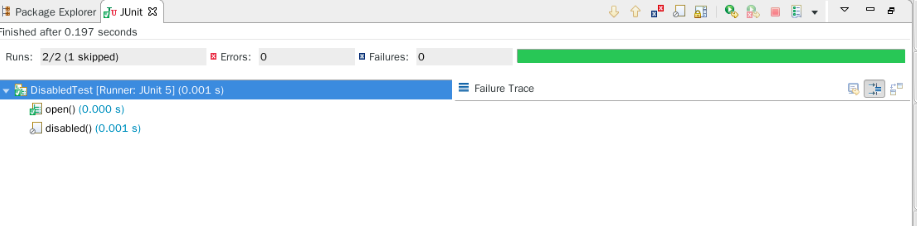 Package Explorer JUnit
Finished after 0.197 seconds
Runs: 2/2 (1 skipped) Errors: 0 Failures: 0
DisabledTest [Runner: JUnit 5] (0.001 s) Failure Trace
open() (0.000 s)
disabled() (0.001 s)